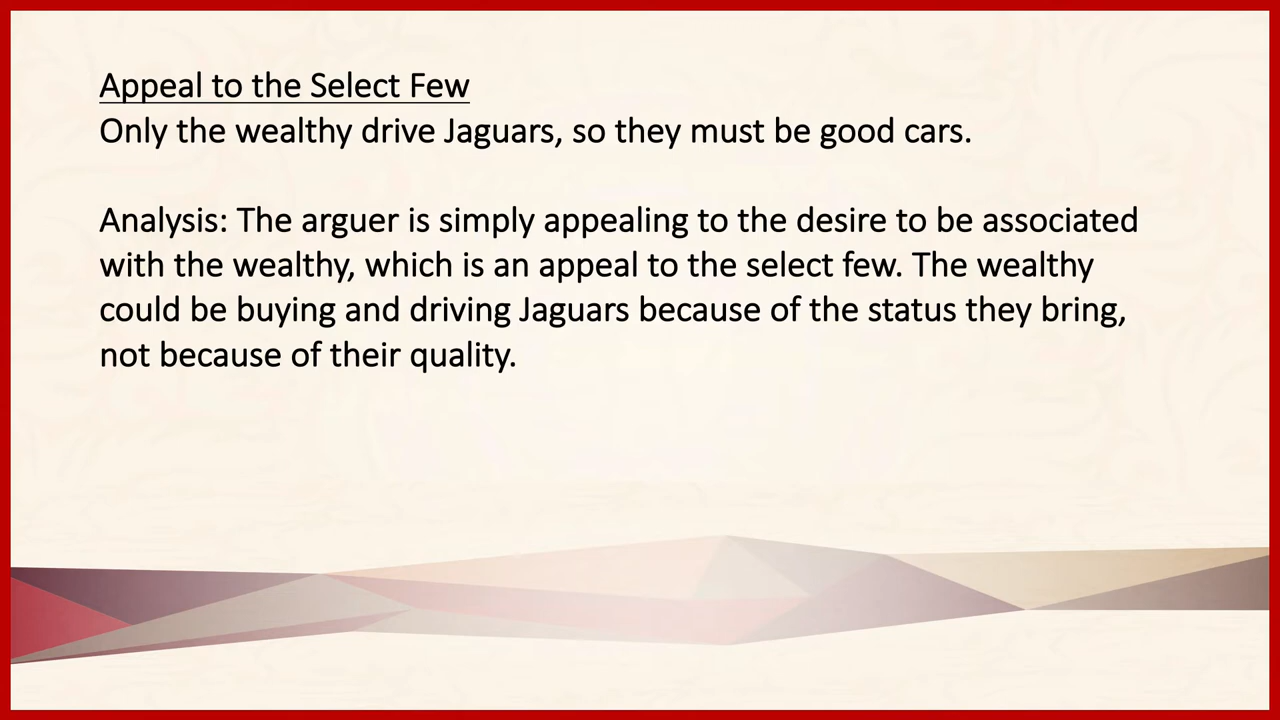 Appeal to the Select Few
Only the wealthy drive Jaguars, so they must be good cars.
Analysis: The arguer is simply appealing to the desire to be associated
with the wealthy, which is an appeal to the select few. The wealthy
could be buying and driving Jaguars because of the status they bring,
not because of their quality.